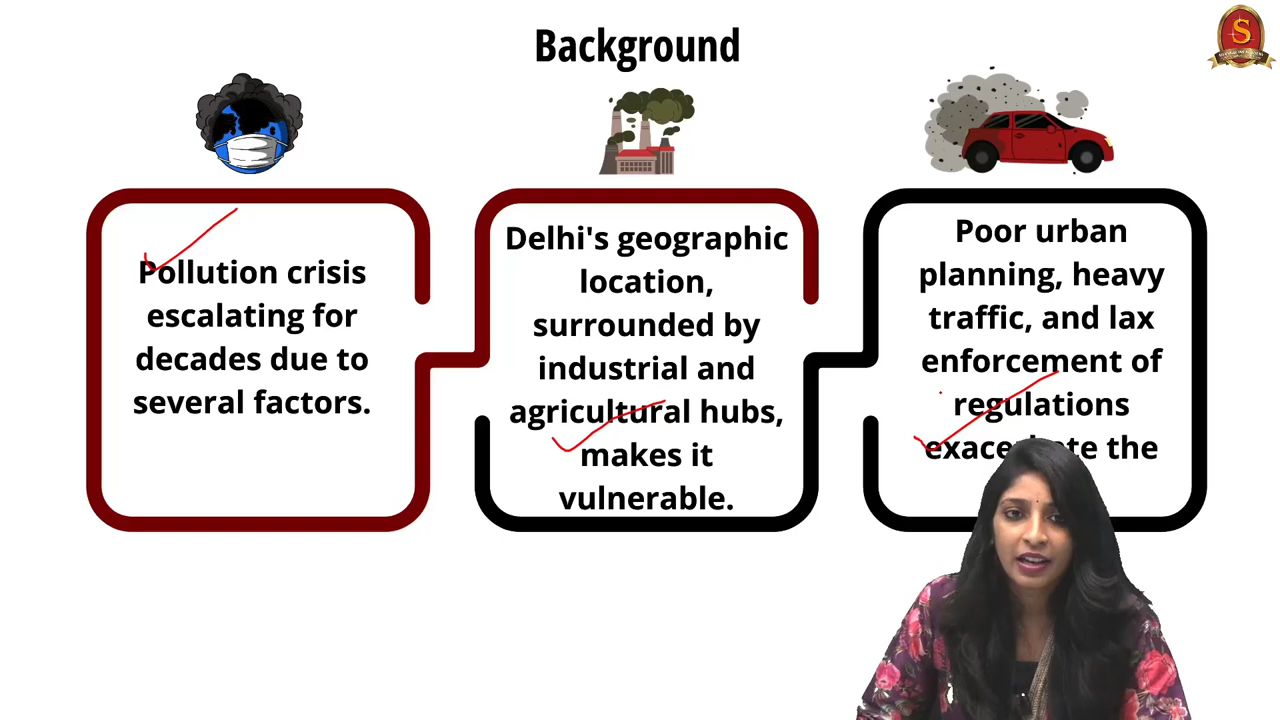 Background
Pollution crisis
escalating for
decades due to
several factors.
Delhi's geographic
location,
surrounded by
industrial and
agricultural hubs,
makes it
vulnerable.
Poor urban
planning, heavy
traffic, and lax
enforcement of
regulations
the
S